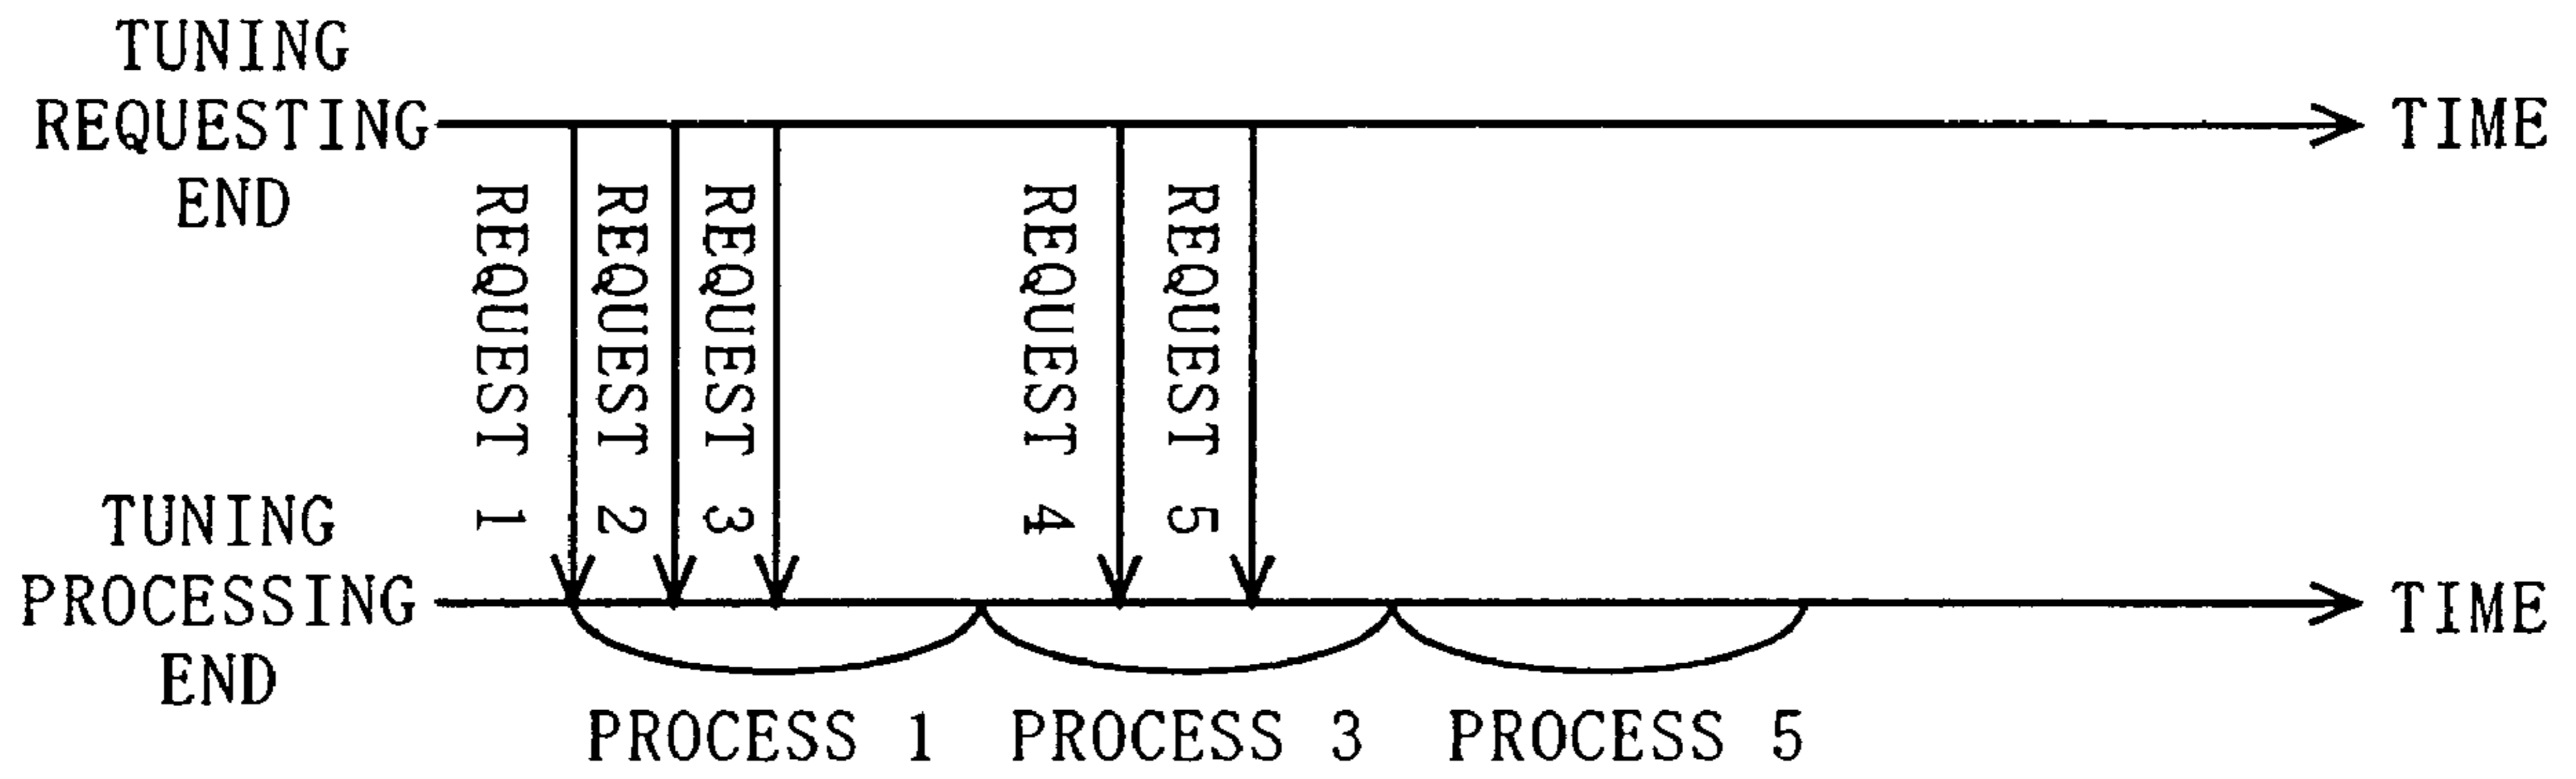 TUNING
REQUESTING
END
TIME
REQUEST 1
REQUEST 2
REQUEST 3
REQUEST 4
REQUEST 5
TUNING
PROCESSING
END
TIME
PROCESS 1
PROCESS 3
PROCESS 5